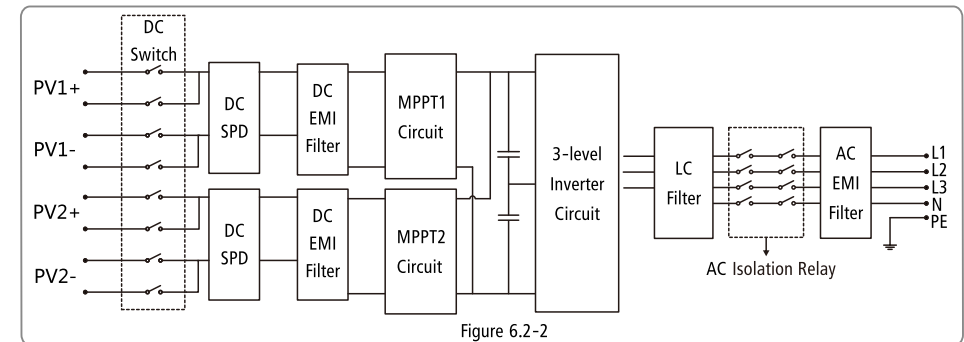 DC
Switch
PV1+
PV1-
PV2+
PV2-
DC
SPD
DC
EMI
Filter
MPPT1
Circuit
DC
SPD
DC
EMI
Filter
MPPT2
Circuit
3-level
Inverter
Circuit
LC
Filter
AC Isolation Relay
AC
EMI
Filter
L1
L2
L3
N
PE
Figure 6.2-2